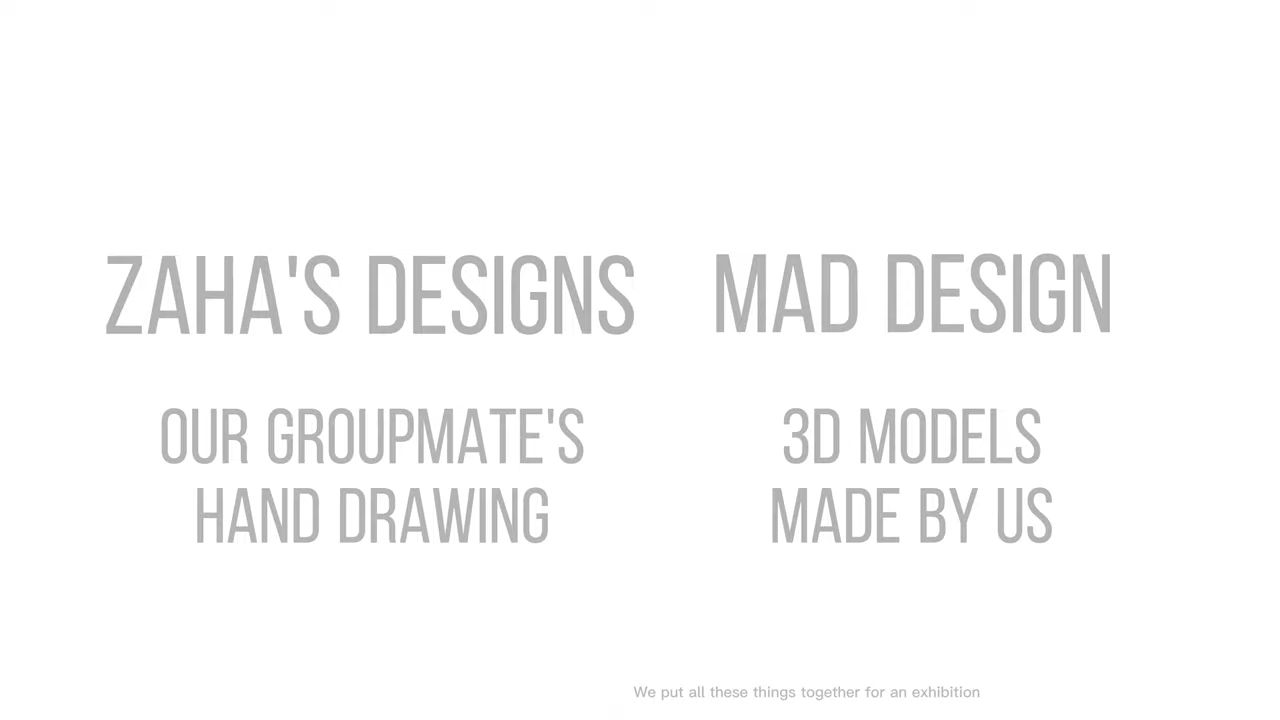 ZAHA'S DESIGNS
MAD DESIGN
OUR GROUPMATE'S
HAND DRAWING
3D MODELS
MADE BY US
We put all these things together for an exhibition